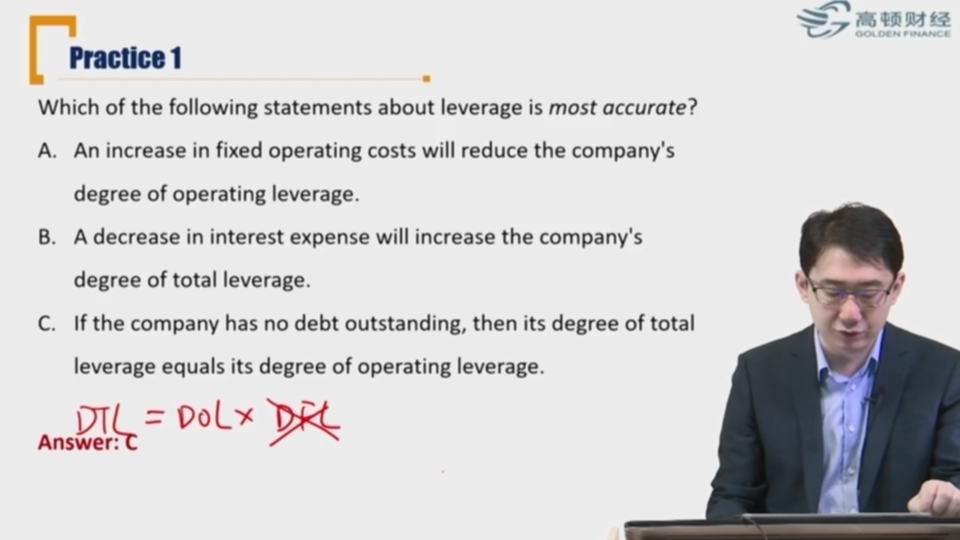 高顿财经
GOLDEN FINANCE
Practice 1
Which of the following statements about leverage is most accurate?
A. An increase in fixed operating costs will reduce the company's
degree of operating leverage.
B. A decrease in interest expense will increase the company's
degree of total leverage.
C. If the company has no debt outstanding, then its degree of total
leverage equals its degree of operating leverage.
DTL = DOL × DFL
Answer: C